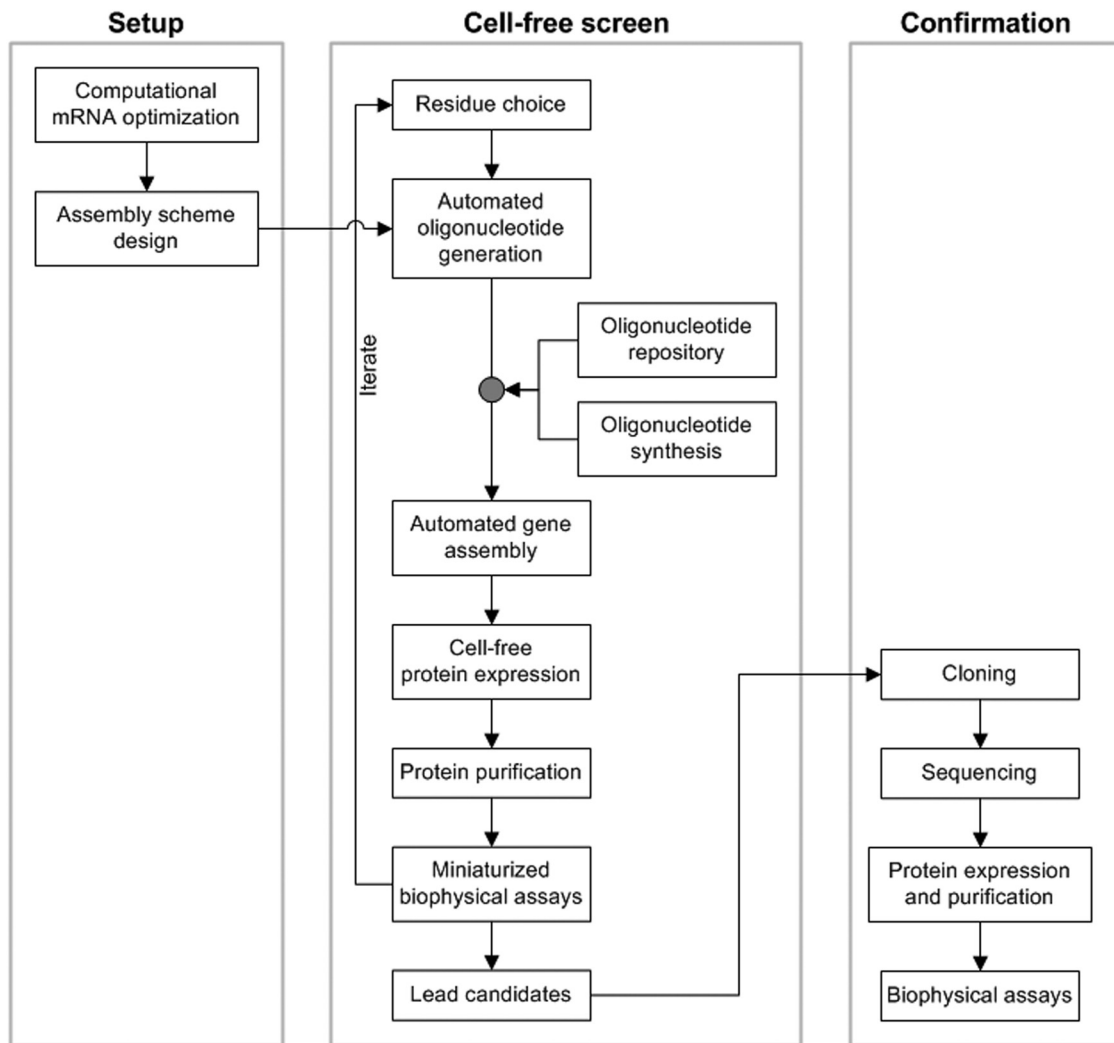 Setup
Computational
mRNA optimization
Assembly scheme
design
Cell-free screen
Residue choice
Automated
oligonucleotide
generation
Oligonucleotide
repository
Iterate
Oligonucleotide
synthesis
Automated gene
assembly
Cell-free
protein expression
Protein purification
Miniaturized
biophysical assays
Lead candidates
Confirmation
Cloning
Sequencing
Protein expression
and purification
Biophysical assays